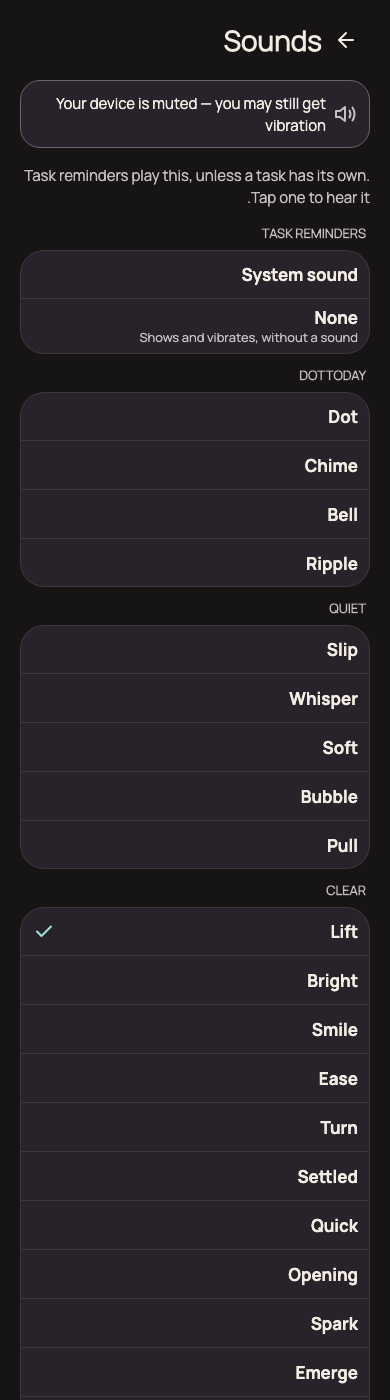 Sounds
Your device is muted — you may still get
vibration
Task reminders play this, unless a task has its own.
.Tap one to hear it
TASK REMINDERS
System sound
None
Shows and vibrates, without a sound
DOTTODAY
Dot
Chime
Bell
Ripple
QUIET
Slip
Whisper
Soft
Bubble
Pull
CLEAR
Lift
Bright
Smile
Ease
Turn
Settled
Quick
Opening
Spark
Emerge